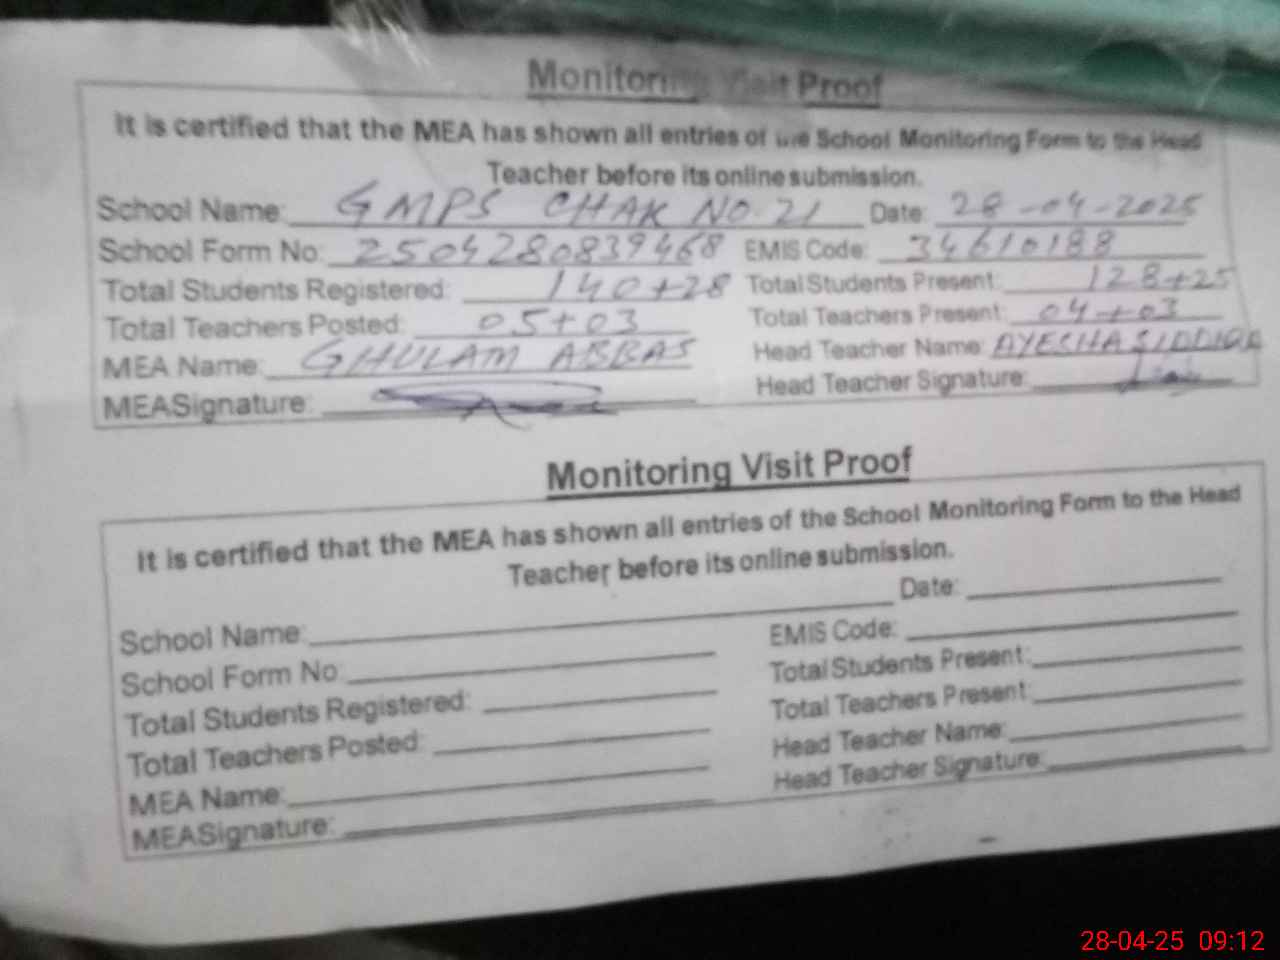 Monitoring Visit Proof
It is certified that the MEA has shown all entries of the School Monitoring Form to the Head
Teacher before its online submission.
School Name: GMPS CHAK NO. 21 Date: 28-04-2025
School Form No: 2504280839468 EMIS Code: 34610188
Total Students Registered: 140+28 Total Students Present: 128+25
Total Teachers Posted: 05+03 Total Teachers Present: 04+03
MEA Name: GHULAM ABBAS Head Teacher Name: AYESHA SIDDIQA
MEASignature: Head Teacher Signature:
Monitoring Visit Proof
It is certified that the MEA has shown all entries of the School Monitoring Form to the Head
Teacher before its online submission.
School Name: Date:
School Form No: EMIS Code:
Total Students Registered: Total Students Present:
Total Teachers Posted: Total Teachers Present:
MEA Name: Head Teacher Name:
MEASignature: Head Teacher Signature:
28-04-25 09:12